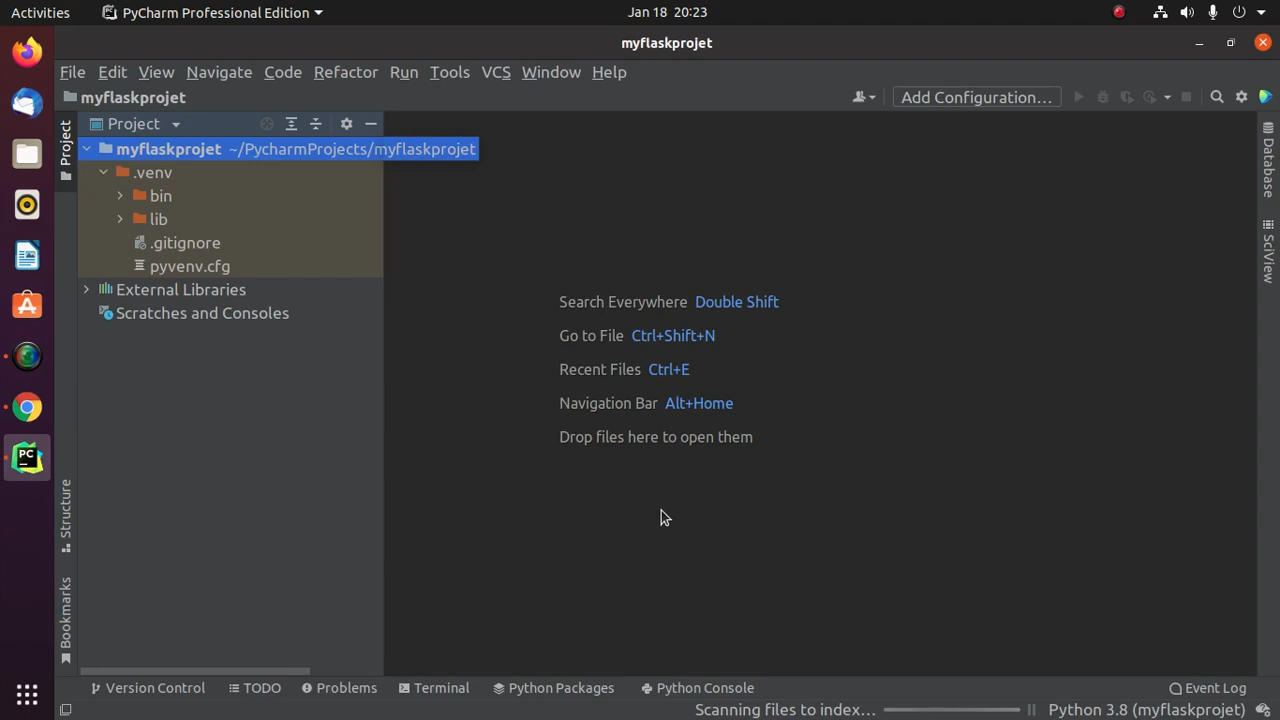 Activities PyCharm Professional Edition Jan 18 20:23
myflaskprojet
File Edit View Navigate Code Refactor Run Tools VCS Window Help
myflaskprojet Add Configuration...
Project
Project
myflaskprojet ~/PycharmProjects/myflaskprojet
.venv
bin
lib
.gitignore
pyvenv.cfg
External Libraries
Scratches and Consoles
Search Everywhere Double Shift
Go to File Ctrl+Shift+N
Recent Files Ctrl+E
Navigation Bar Alt+Home
Drop files here to open them
Database
SciView
Structure
Bookmarks
PC
Version Control TODO Problems Terminal Python Packages Python Console Event Log
Scanning files to index... Python 3.8 (myflaskprojet)